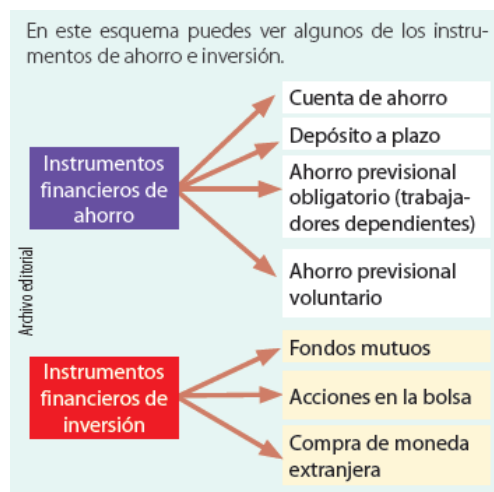 En este esquema puedes ver algunos de los instru-
mentos de ahorro e inversión.
Instrumentos
financieros de
ahorro
Cuenta de ahorro
Depósito a plazo
Ahorro previsional
obligatorio (trabaja-
dores dependientes)
Ahorro previsional
voluntario
Instrumentos
financieros de
inversión
Fondos mutuos
Acciones en la bolsa
Compra de moneda
extranjera
Archivo editorial